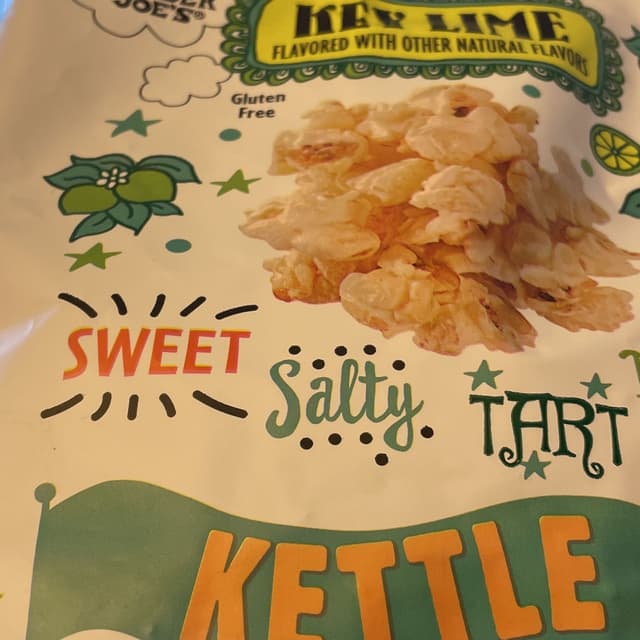 JOE'S®
KEY LIME
FLAVORED WITH OTHER NATURAL FLAVORS
Gluten
Free
SWEET
Salty
TART
KETTLE